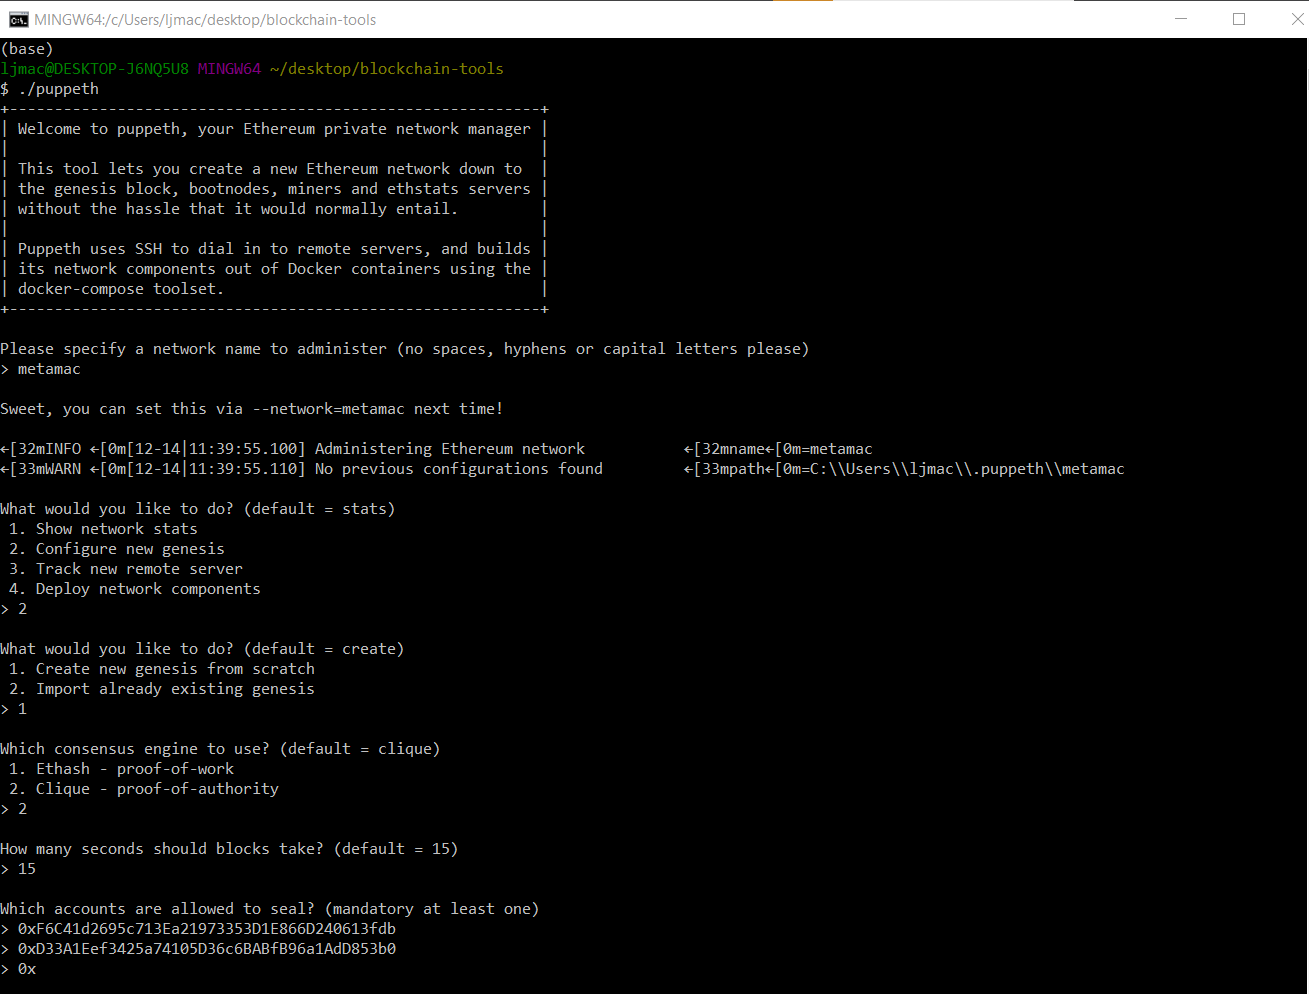 MINGW64:/c/Users/ljmac/desktop/blockchain-tools
(base)
ljmac@DESKTOP-J6NQ5U8 MINGW64 ~/desktop/blockchain-tools
$ ./puppeth
+-----------------------------------------------------------+
| Welcome to puppeth, your Ethereum private network manager |
|                                                           |
| This tool lets you create a new Ethereum network down to  |
| the genesis block, bootnodes, miners and ethstats servers |
| without the hassle that it would normally entail.         |
|                                                           |
| Puppeth uses SSH to dial in to remote servers, and builds |
| its network components out of Docker containers using the |
| docker-compose toolset.                                   |
+-----------------------------------------------------------+
Please specify a network name to administer (no spaces, hyphens or capital letters please)
> metamac
Sweet, you can set this via --network=metamac next time!
←[32mINFO ←[0m[12-14|11:39:55.100] Administering Ethereum network           ←[32mname←[0m=metamac
←[33mWARN ←[0m[12-14|11:39:55.110] No previous configurations found         ←[33mpath←[0m=C:\\Users\\ljmac\\.puppeth\\metamac
What would you like to do? (default = stats)
 1. Show network stats
 2. Configure new genesis
 3. Track new remote server
 4. Deploy network components
> 2
What would you like to do? (default = create)
 1. Create new genesis from scratch
 2. Import already existing genesis
> 1
Which consensus engine to use? (default = clique)
 1. Ethash - proof-of-work
 2. Clique - proof-of-authority
> 2
How many seconds should blocks take? (default = 15)
> 15
Which accounts are allowed to seal? (mandatory at least one)
> 0xF6C41d2695c713Ea21973353D1E866D240613fdb
> 0xD33A1Eef3425a74105D36c6BABfB96a1AdD853b0
> 0x